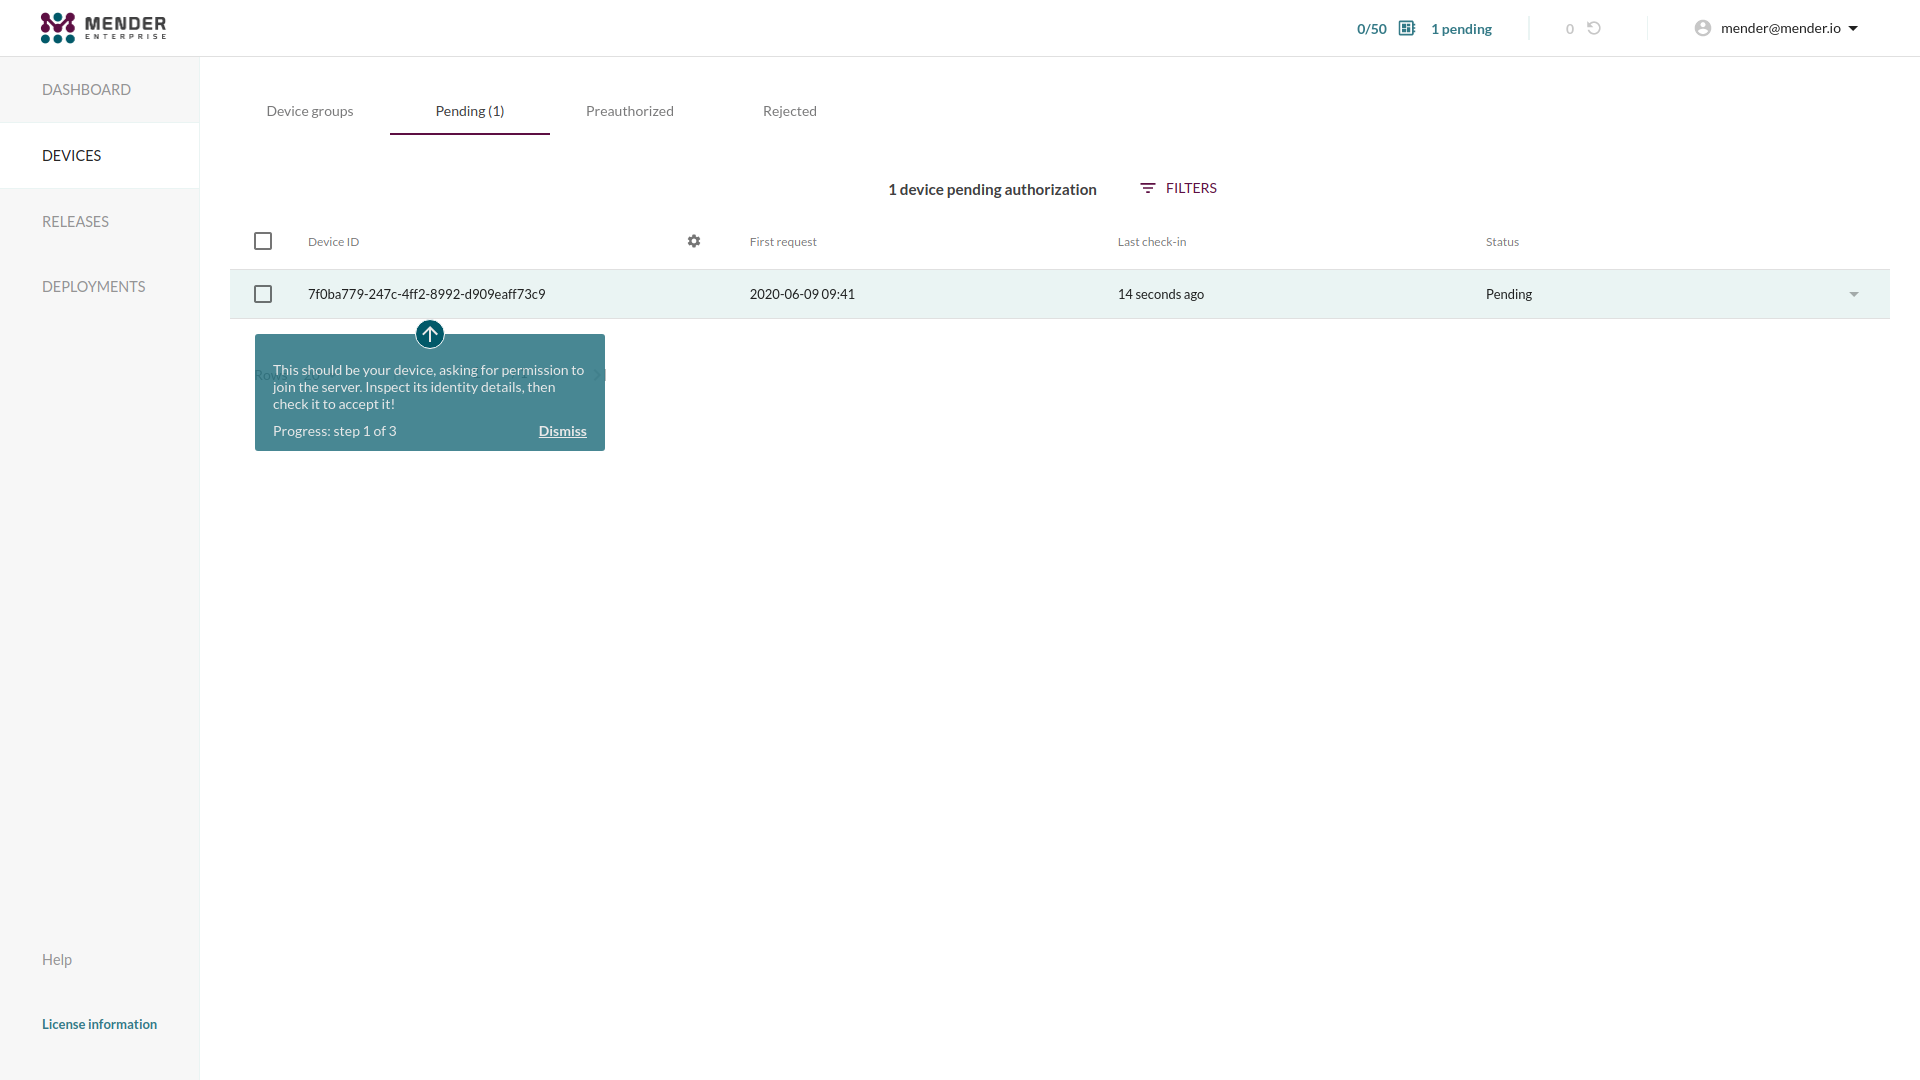 MENDER
ENTERPRISE
0/50 1 pending 0 mender@mender.io
DASHBOARD
DEVICES
RELEASES
DEPLOYMENTS
Help
License information
Device groups Pending (1) Preauthorized Rejected
1 device pending authorization FILTERS
Device ID First request Last check-in Status
7f0ba779-247c-4ff2-8992-d909eaff73c9 2020-06-09 09:41 14 seconds ago Pending
This should be your device, asking for permission to
join the server. Inspect its identity details, then
check it to accept it!
Progress: step 1 of 3 Dismiss